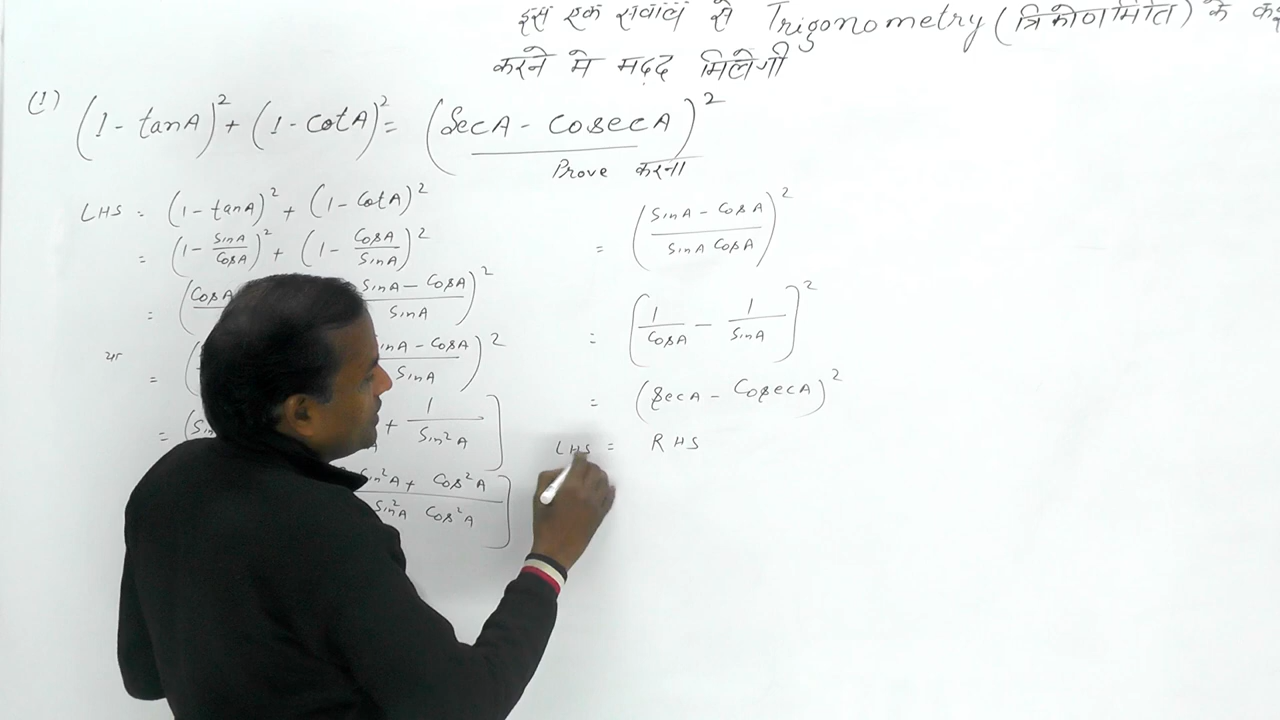 इस एक सवाल से Trigonometry (त्रिकोणमिति) के
करने मे मदद मिलेगी
(1) (1 - tanA)² + (1 - cotA)² = (SecA - CosecA)²
Prove करना
LHS = (1 - tanA)² + (1 - CotA)²
= (1 - SinA/CosA)² + (1 - CosA/SinA)²
= (CosA SinA - CosA/SinA)²
या = ( - CosA/SinA)²
= ( + 1/Sin²A]
Sin²A + Cos²A/Sin²A Cos²A]
= (SinA - CosA/SinA CosA)²
= [1/CosA - 1/SinA]²
= (SecA - CosecA)²
LHS = RHS